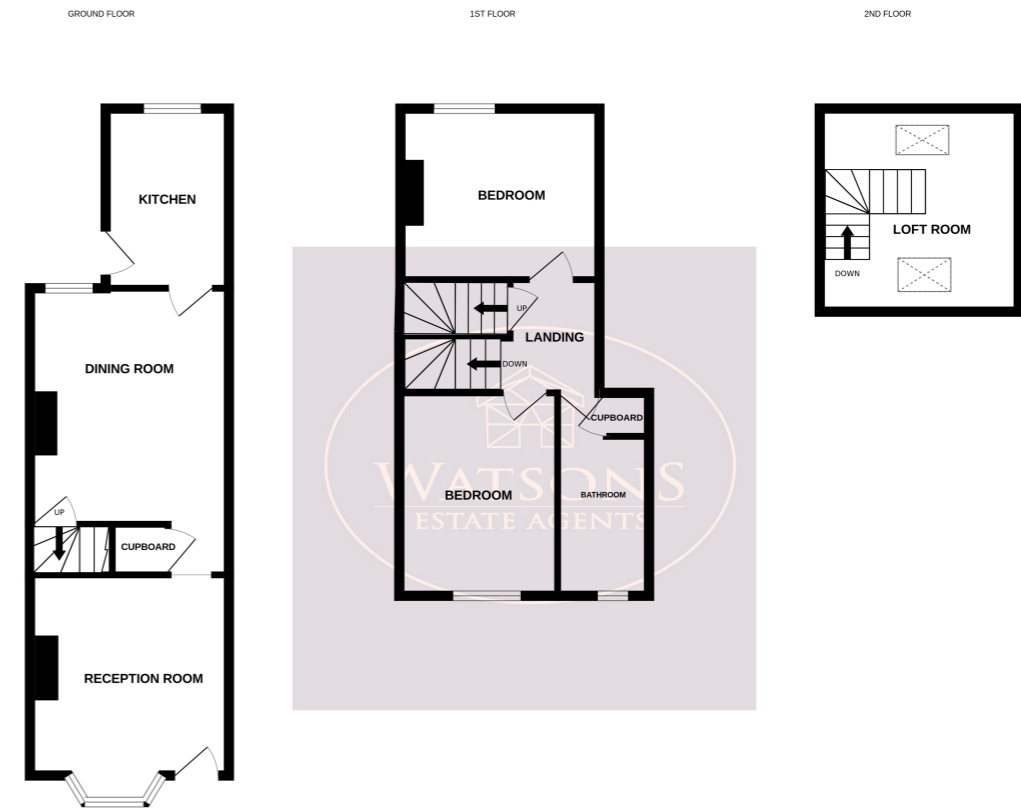 GROUND FLOOR
1ST FLOOR
2ND FLOOR
KITCHEN
DINING ROOM
UP
CUPBOARD
RECEPTION ROOM
BEDROOM
UP
LANDING
DOWN
CUPBOARD
BEDROOM
BATHROOM
WATSONS
ESTATE AGENTS
LOFT ROOM
DOWN